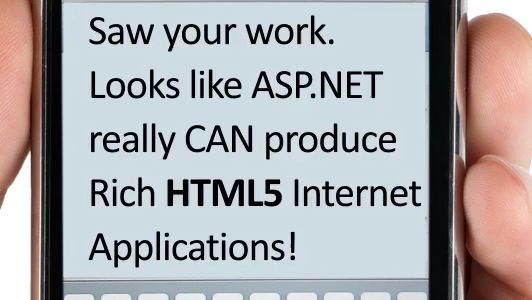 Saw your work.
Looks like ASP.NET
really CAN produce
Rich HTML5 Internet
Applications!